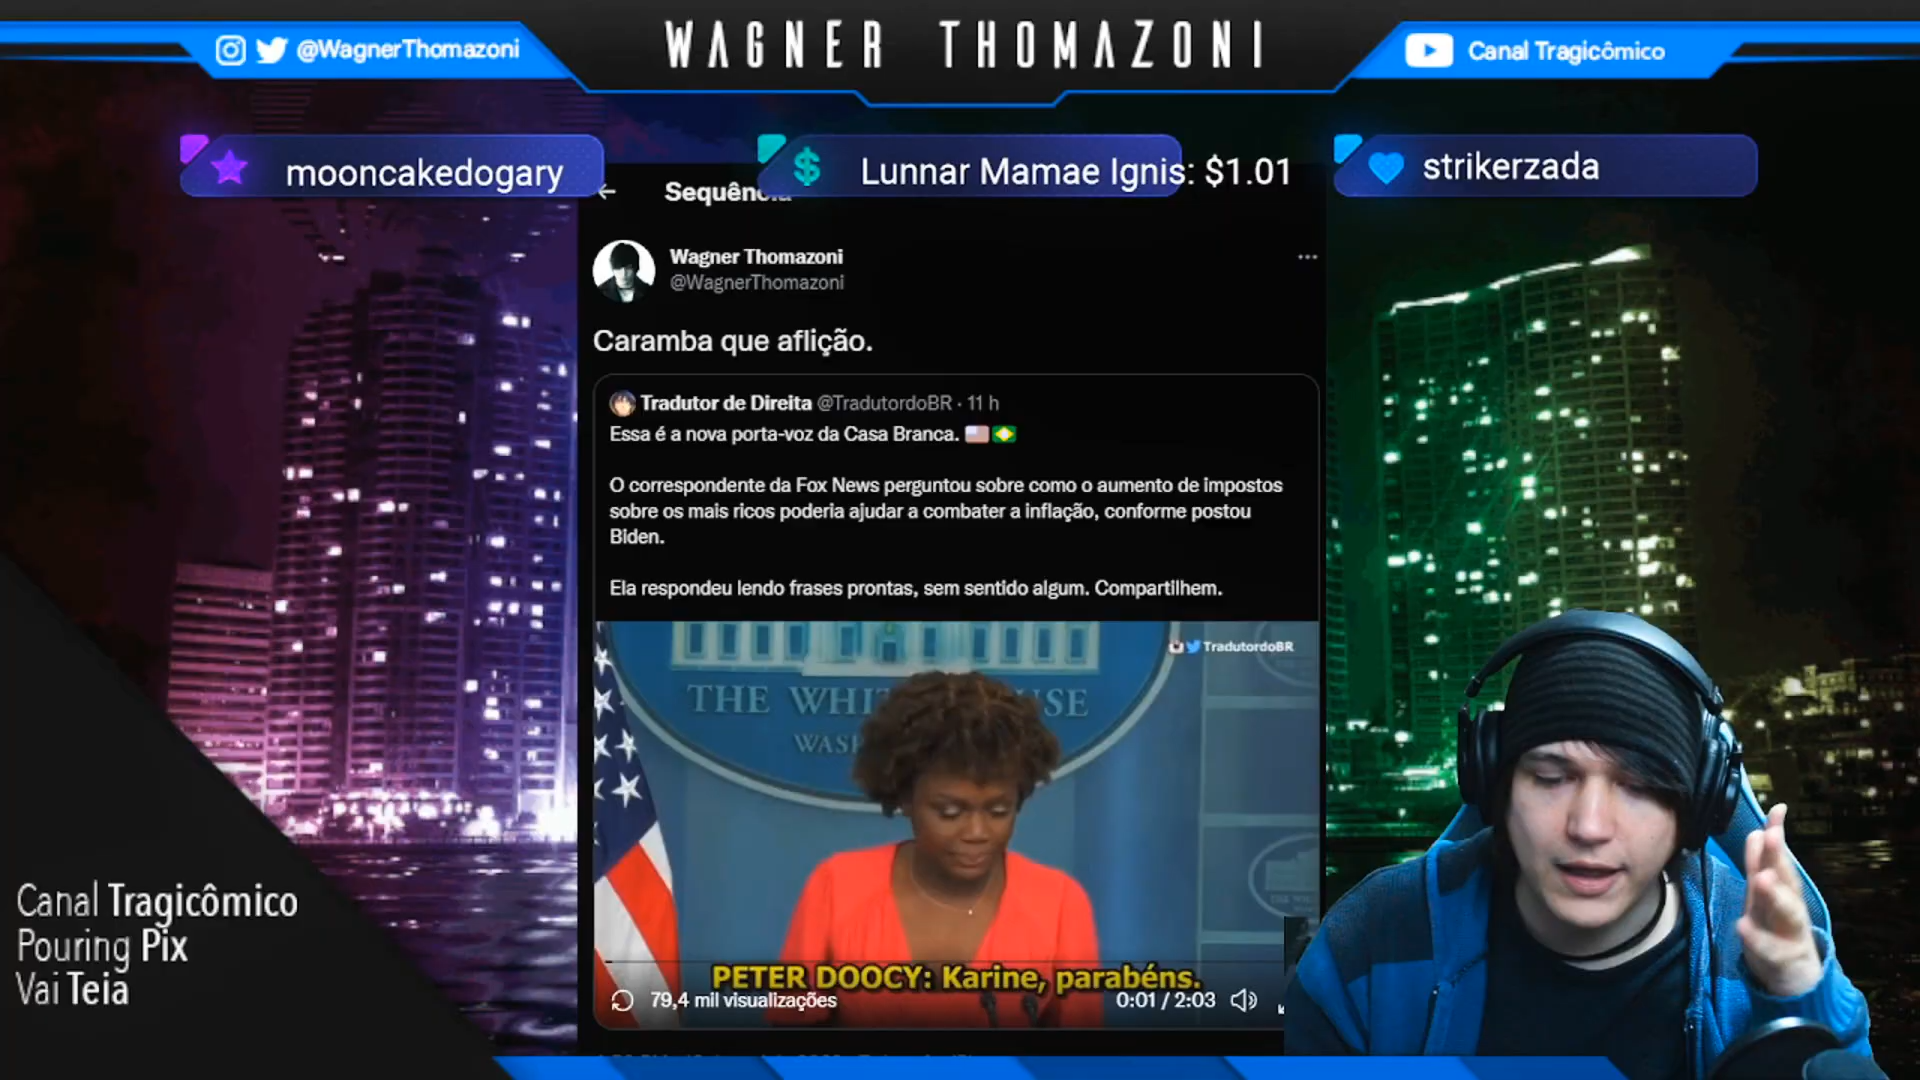 @WagnerThomazoni
WAGNER THOMAZONI
Canal Tragicômico
mooncakedogary
Lunnar Mamae Ignis: $1.01
strikerzada
Sequên
Wagner Thomazoni
@WagnerThomazoni
Caramba que aflição.
Tradutor de Direita @TradutordoBR · 11 h
Essa é a nova porta-voz da Casa Branca.
O correspondente da Fox News perguntou sobre como o aumento de impostos
sobre os mais ricos poderia ajudar a combater a inflação, conforme postou
Biden.
Ela respondeu lendo frases prontas, sem sentido algum. Compartilhem.
TradutordoBR
THE WHI USE
WAS
PETER DOOCY: Karine, parabéns.
79,4 mil visualizações
0:01 / 2:03
Canal Tragicômico
Pouring Pix
Vai Teia